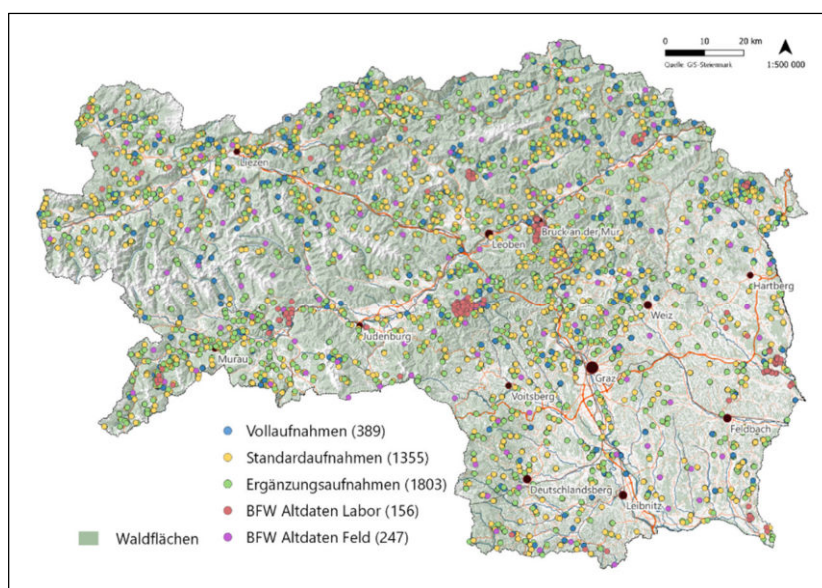 0 10 20 km
Quelle: GIS-Steiermark
1:500 000
Liezen
Leoben
Bruck an der Mur
Hartberg
Weiz
Judenburg
Murau
Graz
Voitsberg
Feldbach
Deutschlandsberg
Leibnitz
Vollaufnahmen (389)
Standardaufnahmen (1355)
Ergänzungsaufnahmen (1803)
BFW Altdaten Labor (156)
Waldflächen
BFW Altdaten Feld (247)